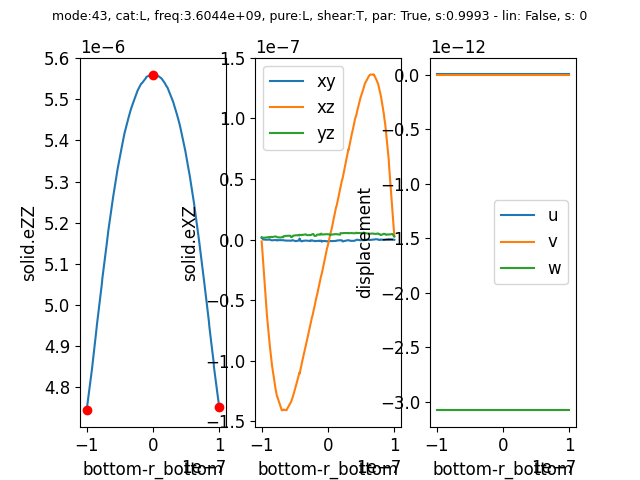 mode:43, cat:L, freq:3.6044e+09, pure:L, shear:T, par: True, s:0.9993 - lin: False, s: 0
1e−6
5.6
5.5
5.4
5.3
5.2
5.1
5.0
4.9
4.8
solid.eZZ
−1
0
1
1e−7
bottom-r_bottom
1e−7
1.5
1.0
0.5
0.0
−0.5
−1.0
−1.5
solid.eXZ
xy
xz
yz
−1
0
1
1e−7
bottom-r_bottom
1e−12
0.0
−0.5
−1.0
−1.5
−2.0
−2.5
−3.0
displacement
u
v
w
−1
0
1
1e−7
bottom-r_bottom